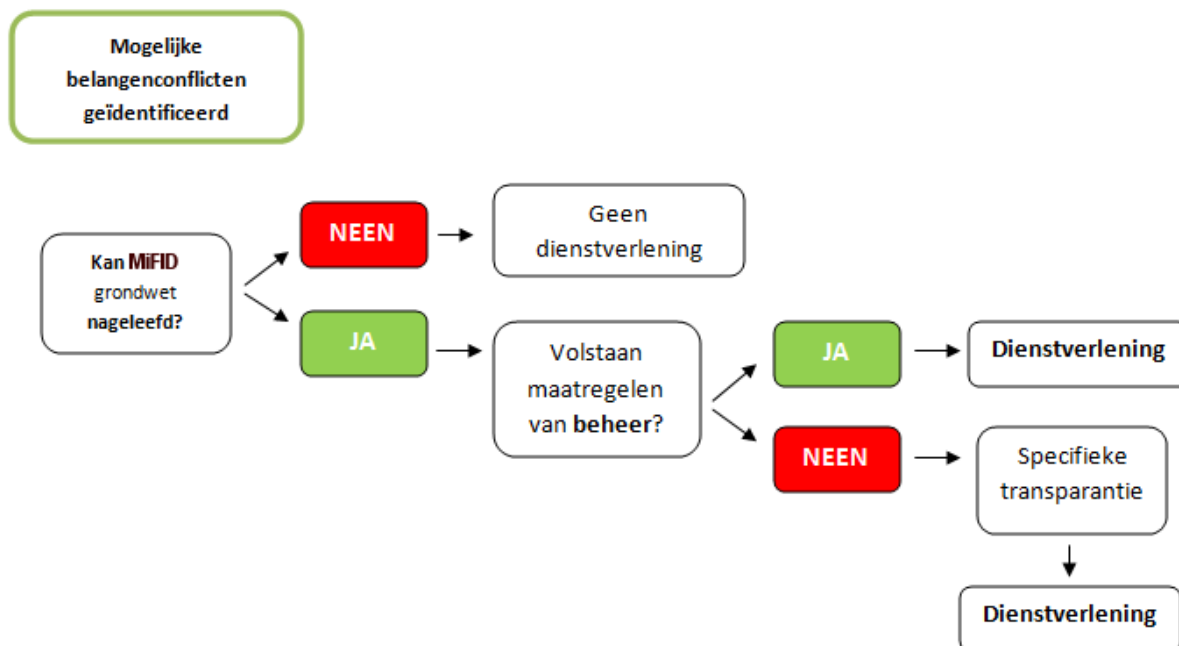 Mogelijke
belangenconflicten
geïdentificeerd
Kan MiFID
grondwet
nageleefd?
NEEN
Geen
dienstverlening
JA
Volstaan
maatregelen
van beheer?
JA
Dienstverlening
NEEN
Specifieke
transparantie
Dienstverlening